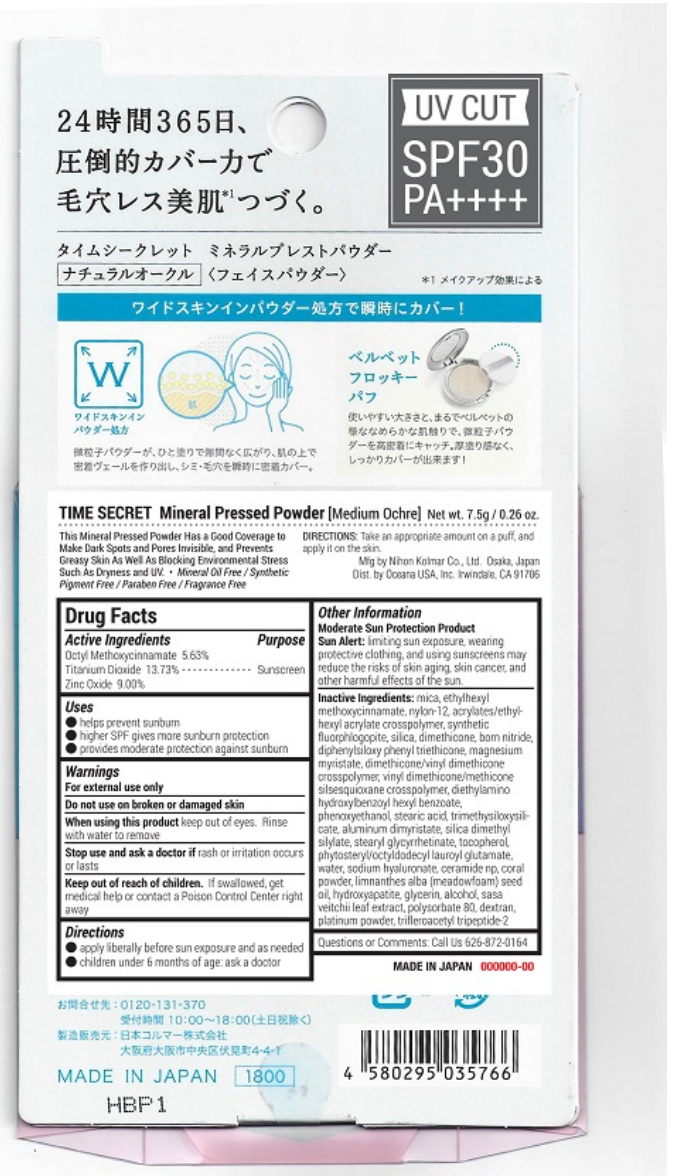 24時間365日、
圧倒的カバー力で
毛穴レス美肌*1つづく。
UV CUT
SPF30
PA++++
タイムシークレット ミネラルプレストパウダー
ナチュラルオークル 〈フェイスパウダー〉
*1 メイクアップ効果による
ワイドスキンインパウダー処方で瞬時にカバー!
W
ワイドスキンイン
パウダー処方
肌
微粒子パウダーが、ひと塗りで隙間なく広がり、肌の上で
密着ヴェールを作り出し、シミ・毛穴を瞬時に密着カバー。
ベルベット
フロッキー
パフ
使いやすい大きさと、まるでベルベットの
様ななめらかな肌触りで、微粒子パウ
ダーを高密着にキャッチ。厚塗り感なく、
しっかりカバーが出来ます!
TIME SECRET Mineral Pressed Powder [Medium Ochre] Net wt. 7.5g / 0.26 oz.
This Mineral Pressed Powder Has a Good Coverage to
Make Dark Spots and Pores Invisible, and Prevents
Greasy Skin As Well As Blocking Environmental Stress
Such As Dryness and UV. • Mineral Oil Free / Synthetic
Pigment Free / Paraben Free / Fragrance Free
DIRECTIONS: Take an appropriate amount on a puff, and
apply it on the skin.
Mfg by Nihon Kolmar Co., Ltd. Osaka, Japan
Dist. by Oceana USA, Inc. Irwindale, CA 91706
Drug Facts
Active Ingredients Purpose
Octyl Methoxycinnamate 5.63%
Titanium Dioxide 13.73% ············· Sunscreen
Zinc Oxide 9.00%
Uses
● helps prevent sunburn
● higher SPF gives more sunburn protection
● provides moderate protection against sunburn
Warnings
For external use only
Do not use on broken or damaged skin
When using this product keep out of eyes. Rinse
with water to remove
Stop use and ask a doctor if rash or irritation occurs
or lasts
Keep out of reach of children. If swallowed, get
medical help or contact a Poison Control Center right
away
Directions
● apply liberally before sun exposure and as needed
● children under 6 months of age: ask a doctor
Other Information
Moderate Sun Protection Product
Sun Alert: limiting sun exposure, wearing
protective clothing, and using sunscreens may
reduce the risks of skin aging, skin cancer, and
other harmful effects of the sun.
Inactive Ingredients: mica, ethylhexyl
methoxycinnamate, nylon-12, acrylates/ethyl-
hexyl acrylate crosspolymer, synthetic
fluorphlogopite, silica, dimethicone, born nitride,
diphenylsiloxy phenyl triethicone, magnesium
myristate, dimethicone/vinyl dimethicone
crosspolymer, vinyl dimethicone/methicone
silsesquioxane crosspolymer, diethylamino
hydroxylbenzoyl hexyl benzoate,
phenoxyethanol, stearic acid, trimethysiloxysili-
cate, aluminum dimyristate, silica dimethyl
silylate, stearyl glycyrrhetinate, tocopherol,
phytosteryl/octyldodecyl lauroyl glutamate,
water, sodium hyaluronate, ceramide np, coral
powder, limnanthes alba (meadowfoam) seed
oil, hydroxyapatite, glycerin, alcohol, sasa
veitchii leaf extract, polysorbate 80, dextran,
platinum powder, trifleroacetyl tripeptide-2
Questions or Comments: Call Us 626-872-0164
MADE IN JAPAN 000000-00
お問合せ先:0120-131-370
受付時間 10:00～18:00(土日祝除く)
製造販売元:日本コルマー株式会社
大阪府大阪市中央区伏見町4-4-1
MADE IN JAPAN 1800
HBP1
4 580295 035766